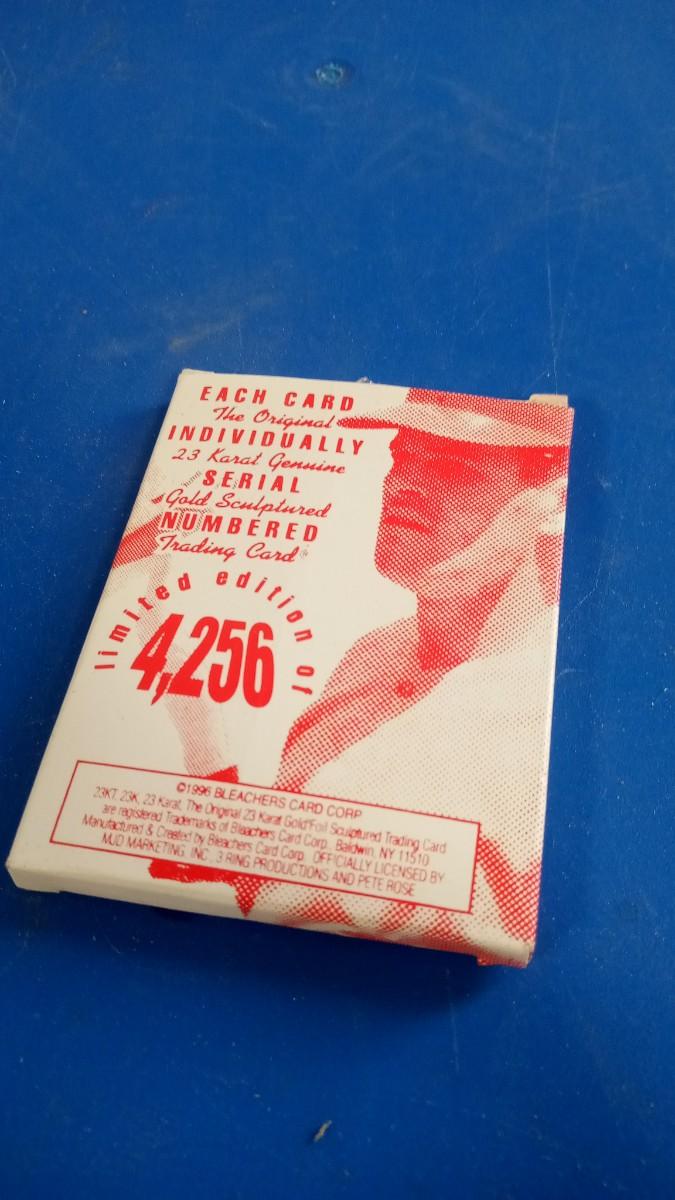 EACH CARD
The Original
INDIVIDUALLY
23 Karat Genuine
SERIAL
Gold Sculptured
NUMBERED
Trading Card
limited edition of
4,256
©1996 BLEACHERS CARD CORP
23KT, 23K, 23 Karat, The Original 23 Karat Gold Foil Sculptured Trading Card
are registered Trademarks of Bleachers Card Corp., Baldwin, NY 11510
Manufactured & Created by Bleachers Card Corp. OFFICIALLY LICENSED BY
MJD MARKETING, INC., 3 RING PRODUCTIONS AND PETE ROSE